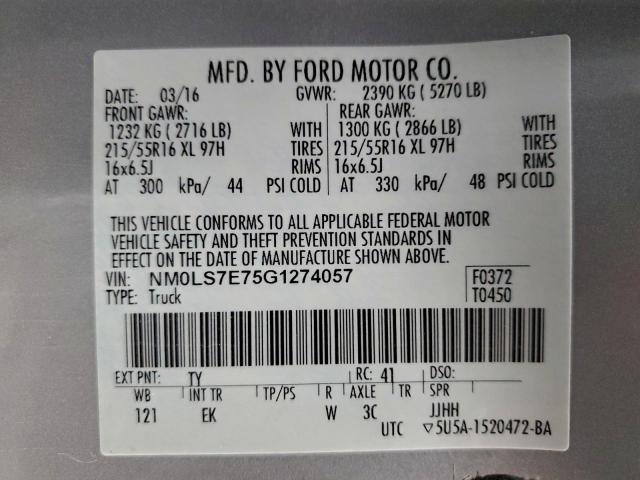 MFD. BY FORD MOTOR CO.
DATE: 03/16 GVWR: 2390 KG ( 5270 LB)
FRONT GAWR: REAR GAWR:
1232 KG ( 2716 LB) WITH 1300 KG ( 2866 LB) WITH
215/55R16 XL 97H TIRES 215/55R16 XL 97H TIRES
16x6.5J RIMS 16x6.5J RIMS
AT 300 kPa/ 44 PSI COLD AT 330 kPa/ 48 PSI COLD
THIS VEHICLE CONFORMS TO ALL APPLICABLE FEDERAL MOTOR
VEHICLE SAFETY AND THEFT PREVENTION STANDARDS IN
EFFECT ON THE DATE OF MANUFACTURE SHOWN ABOVE.
VIN: NM0LS7E75G1274057 F0372
TYPE: Truck T0450
EXT PNT: TY RC: 41 DSO:
WB INT TR TP/PS R AXLE TR SPR
121 EK W 3C JJHH
UTC ▽5U5A-1520472-BA